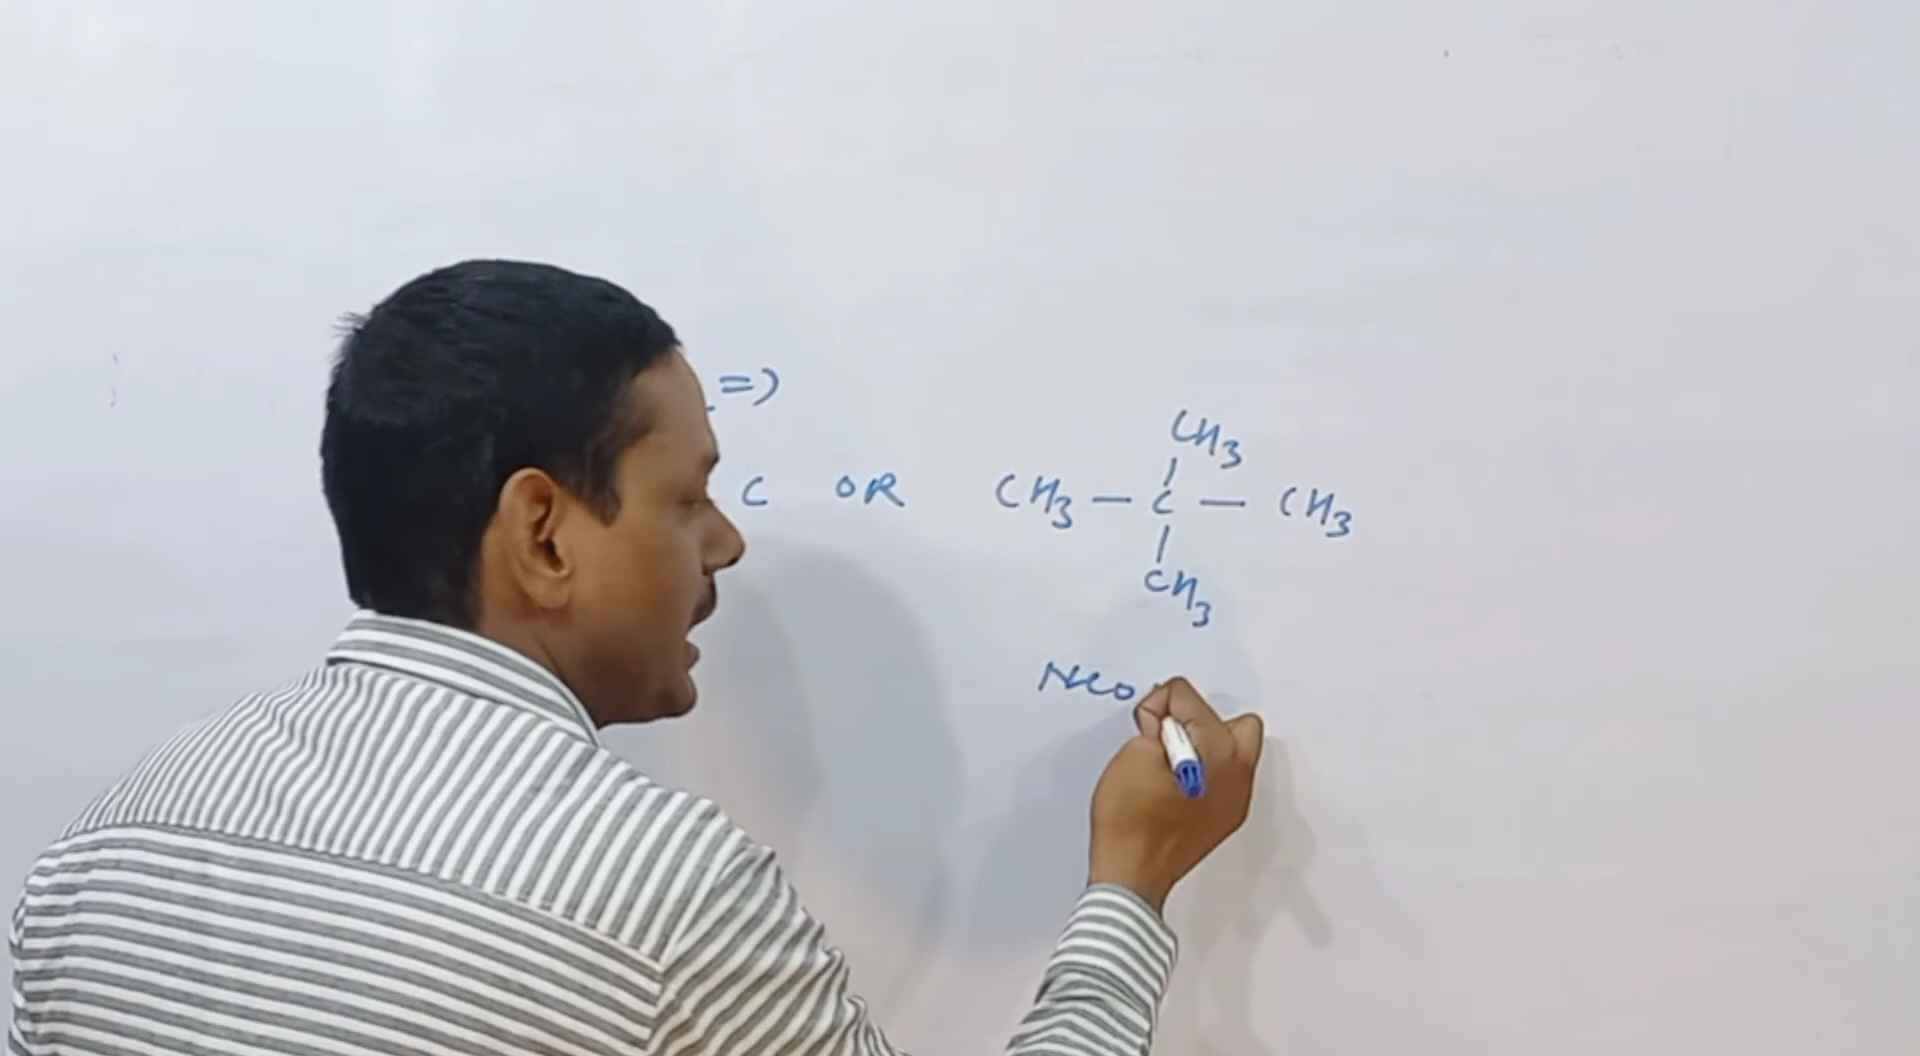 =>
CH3
C OR CH3 — C — CH3
CH3
Neo